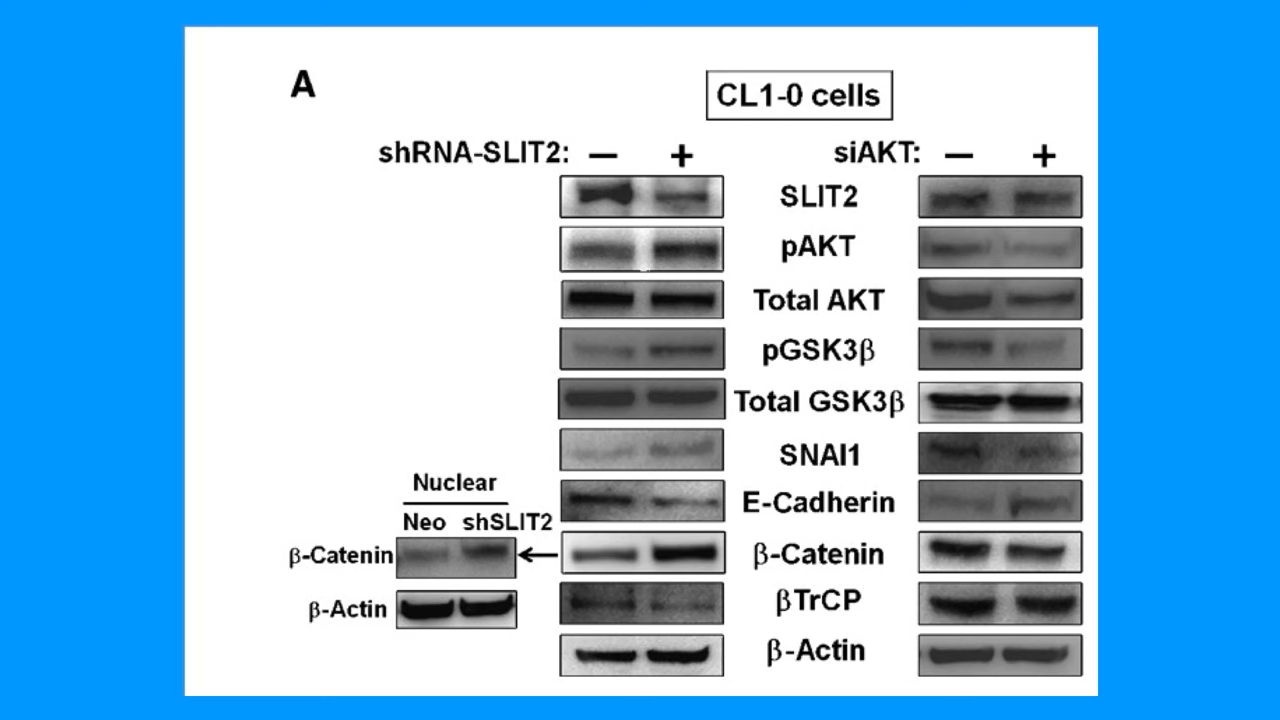 A
CL1-0 cells
shRNA-SLIT2: — +
siAKT: — +
SLIT2
pAKT
Total AKT
pGSK3β
Total GSK3β
SNAI1
E-Cadherin
β-Catenin
βTrCP
β-Actin
Nuclear
Neo shSLIT2
β-Catenin
β-Actin